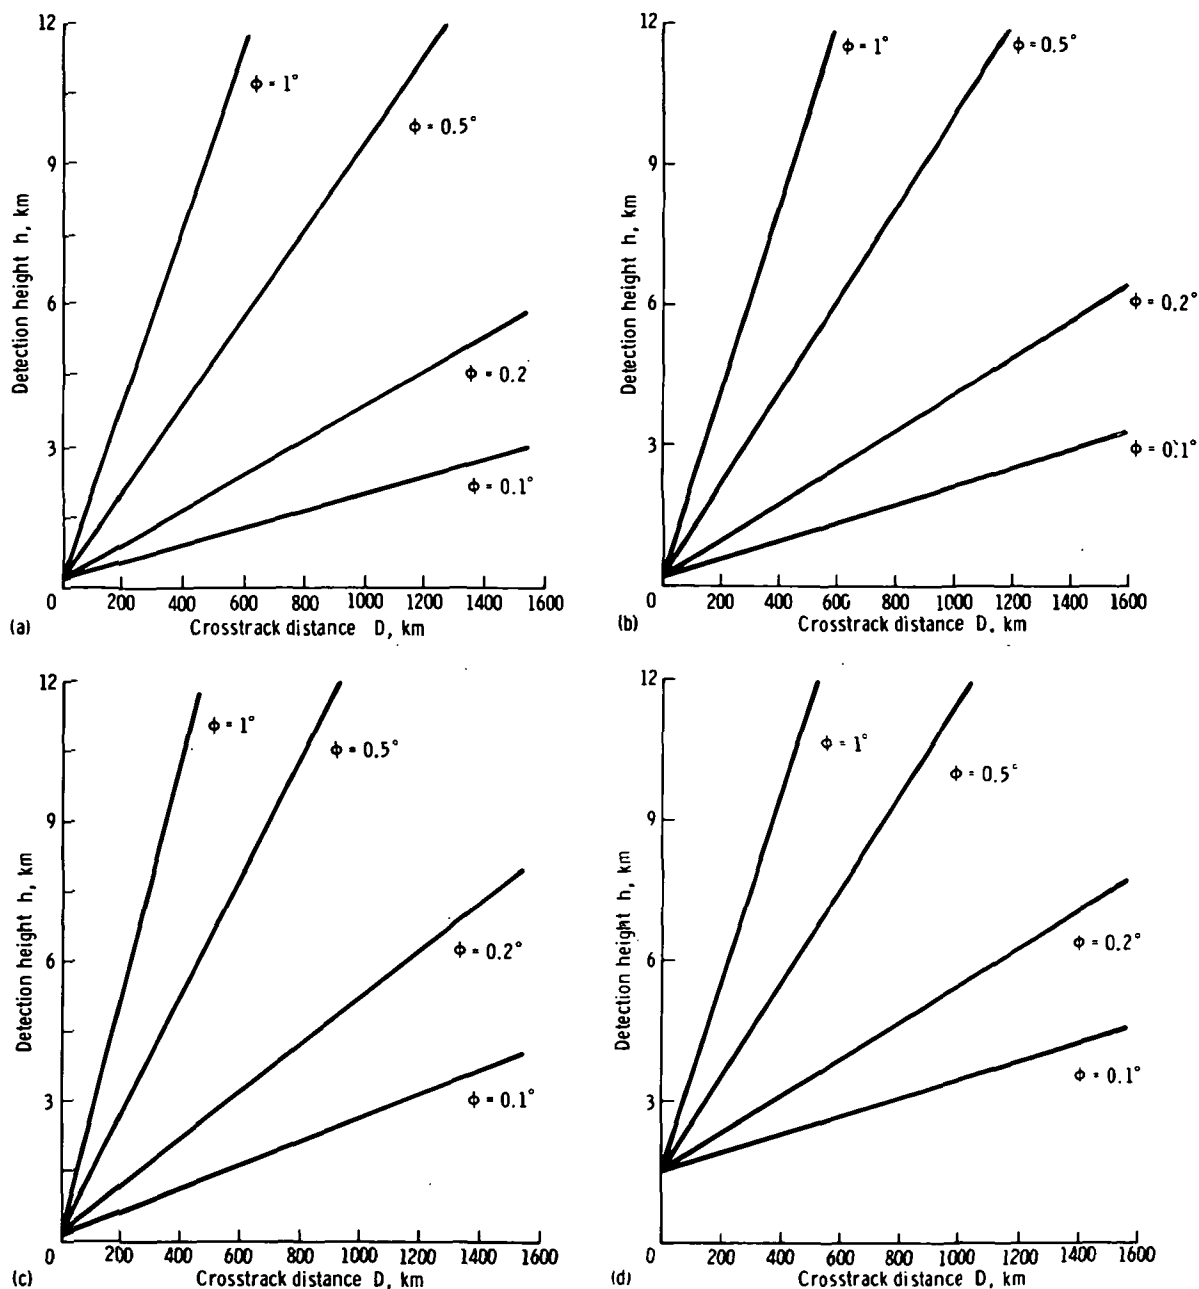 12
9
6
3
0
Detection height h, km
ϕ = 1°
ϕ = 0.5°
ϕ = 0.2
ϕ = 0.1°
200 400 600 800 1000 1200 1400 1600
Crosstrack distance D, km
(a)
12
9
6
3
0
Detection height h, km
ϕ = 1°
ϕ = 0.5°
ϕ = 0.2°
ϕ = 0.1°
200 400 600 800 1000 1200 1400 1600
Crosstrack distance D, km
(b)
12
9
6
3
0
Detection height h, km
ϕ = 1°
ϕ = 0.5°
ϕ = 0.2°
ϕ = 0.1°
200 400 600 800 1000 1200 1400 1600
Crosstrack distance D, km
(c)
12
9
6
3
0
Detection height h, km
ϕ = 1°
ϕ = 0.5°
ϕ = 0.2°
ϕ = 0.1°
200 400 600 800 1000 1200 1400 1600
Crosstrack distance D, km
(d)